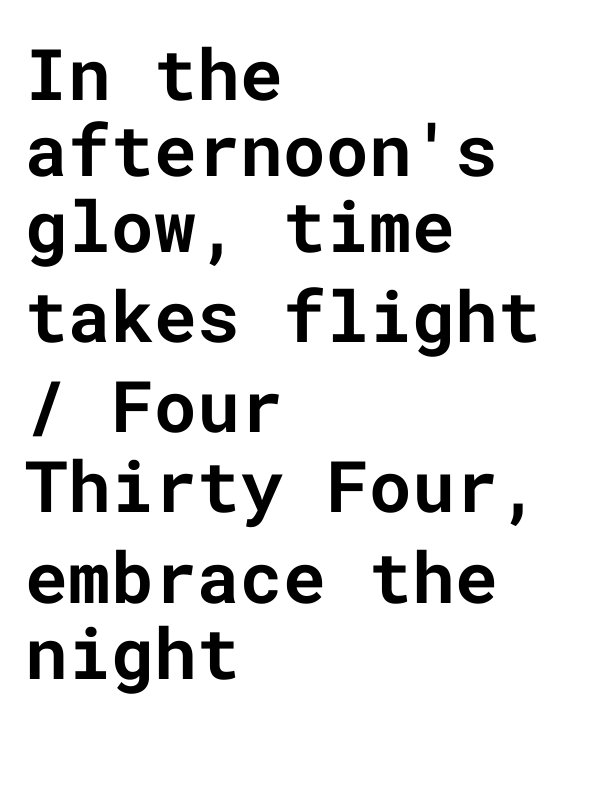 In the
afternoon's
glow, time
takes flight
/ Four
Thirty Four,
embrace the
night